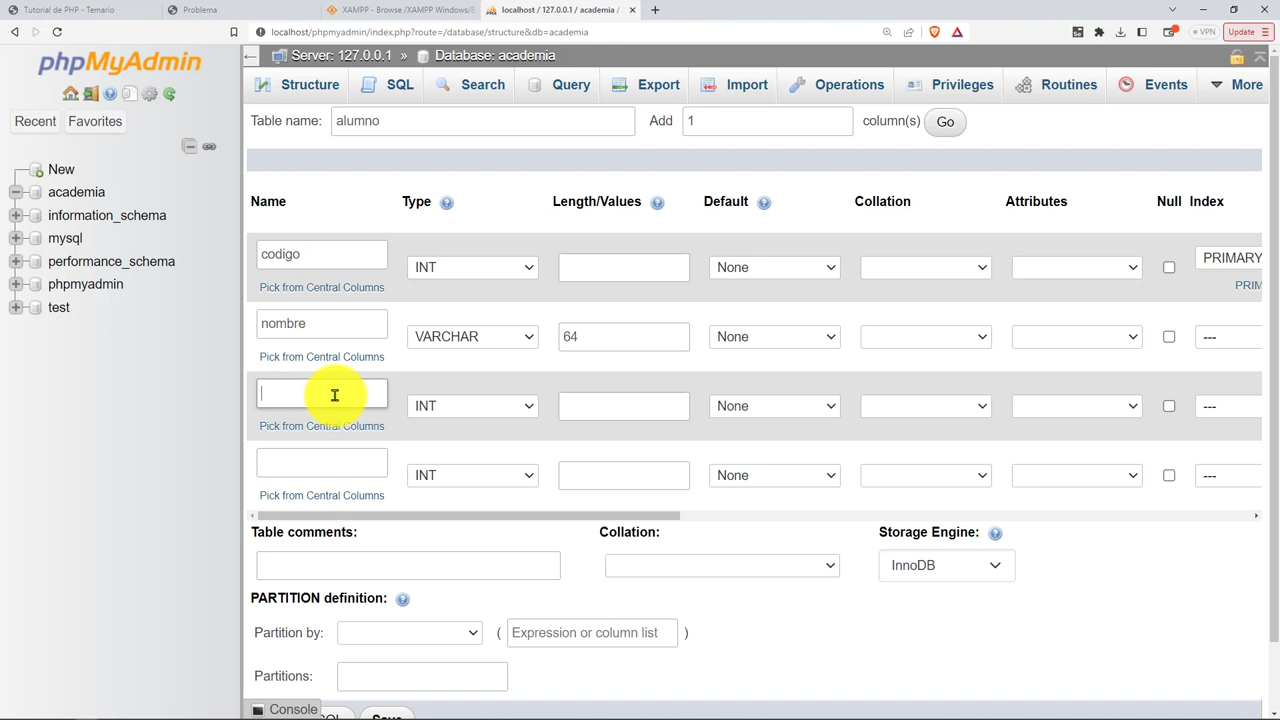 Tutorial de PHP - Temario
Problema
XAMPP - Browse /XAMPP Windows/8
localhost / 127.0.0.1 / academia /
localhost/phpmyadmin/index.php?route=/database/structure&db=academia
VPN
Update
phpMyAdmin
Recent
Favorites
New
academia
information_schema
mysql
performance_schema
phpmyadmin
test
Server: 127.0.0.1 » Database: academia
Structure SQL Search Query Export Import Operations Privileges Routines Events More
Table name: alumno Add 1 column(s) Go
Name Type Length/Values Default Collation Attributes Null Index
codigo INT None PRIMARY
Pick from Central Columns PRIM
nombre VARCHAR 64 None ---
Pick from Central Columns
INT None ---
Pick from Central Columns
INT None ---
Pick from Central Columns
Table comments: Collation: Storage Engine:
InnoDB
PARTITION definition:
Partition by: ( Expression or column list )
Partitions:
Console
Save